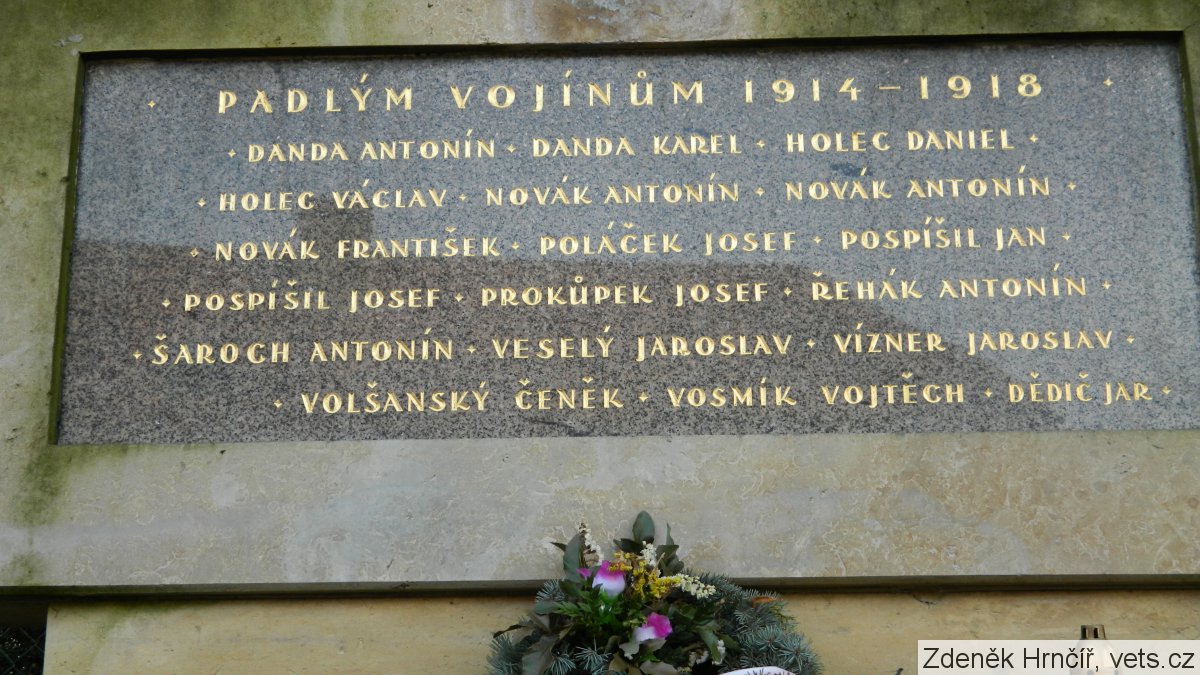 · PADLÝM VOJÍNŮM 1914 – 1918 ·
· DANDA ANTONÍN · DANDA KAREL · HOLEC DANIEL ·
· HOLEC VÁCLAV · NOVÁK ANTONÍN · NOVÁK ANTONÍN ·
· NOVÁK FRANTIŠEK · POLÁČEK JOSEF · POSPÍŠIL JAN ·
· POSPÍŠIL JOSEF · PROKŮPEK JOSEF · ŘEHÁK ANTONÍN ·
· ŠAROCH ANTONÍN · VESELÝ JAROSLAV · VÍZNER JAROSLAV ·
· VOLŠANSKÝ ČENĚK · VOSMÍK VOJTĚCH · DĚDIČ JAR ·
Zdeněk Hrnčíř, vets.cz